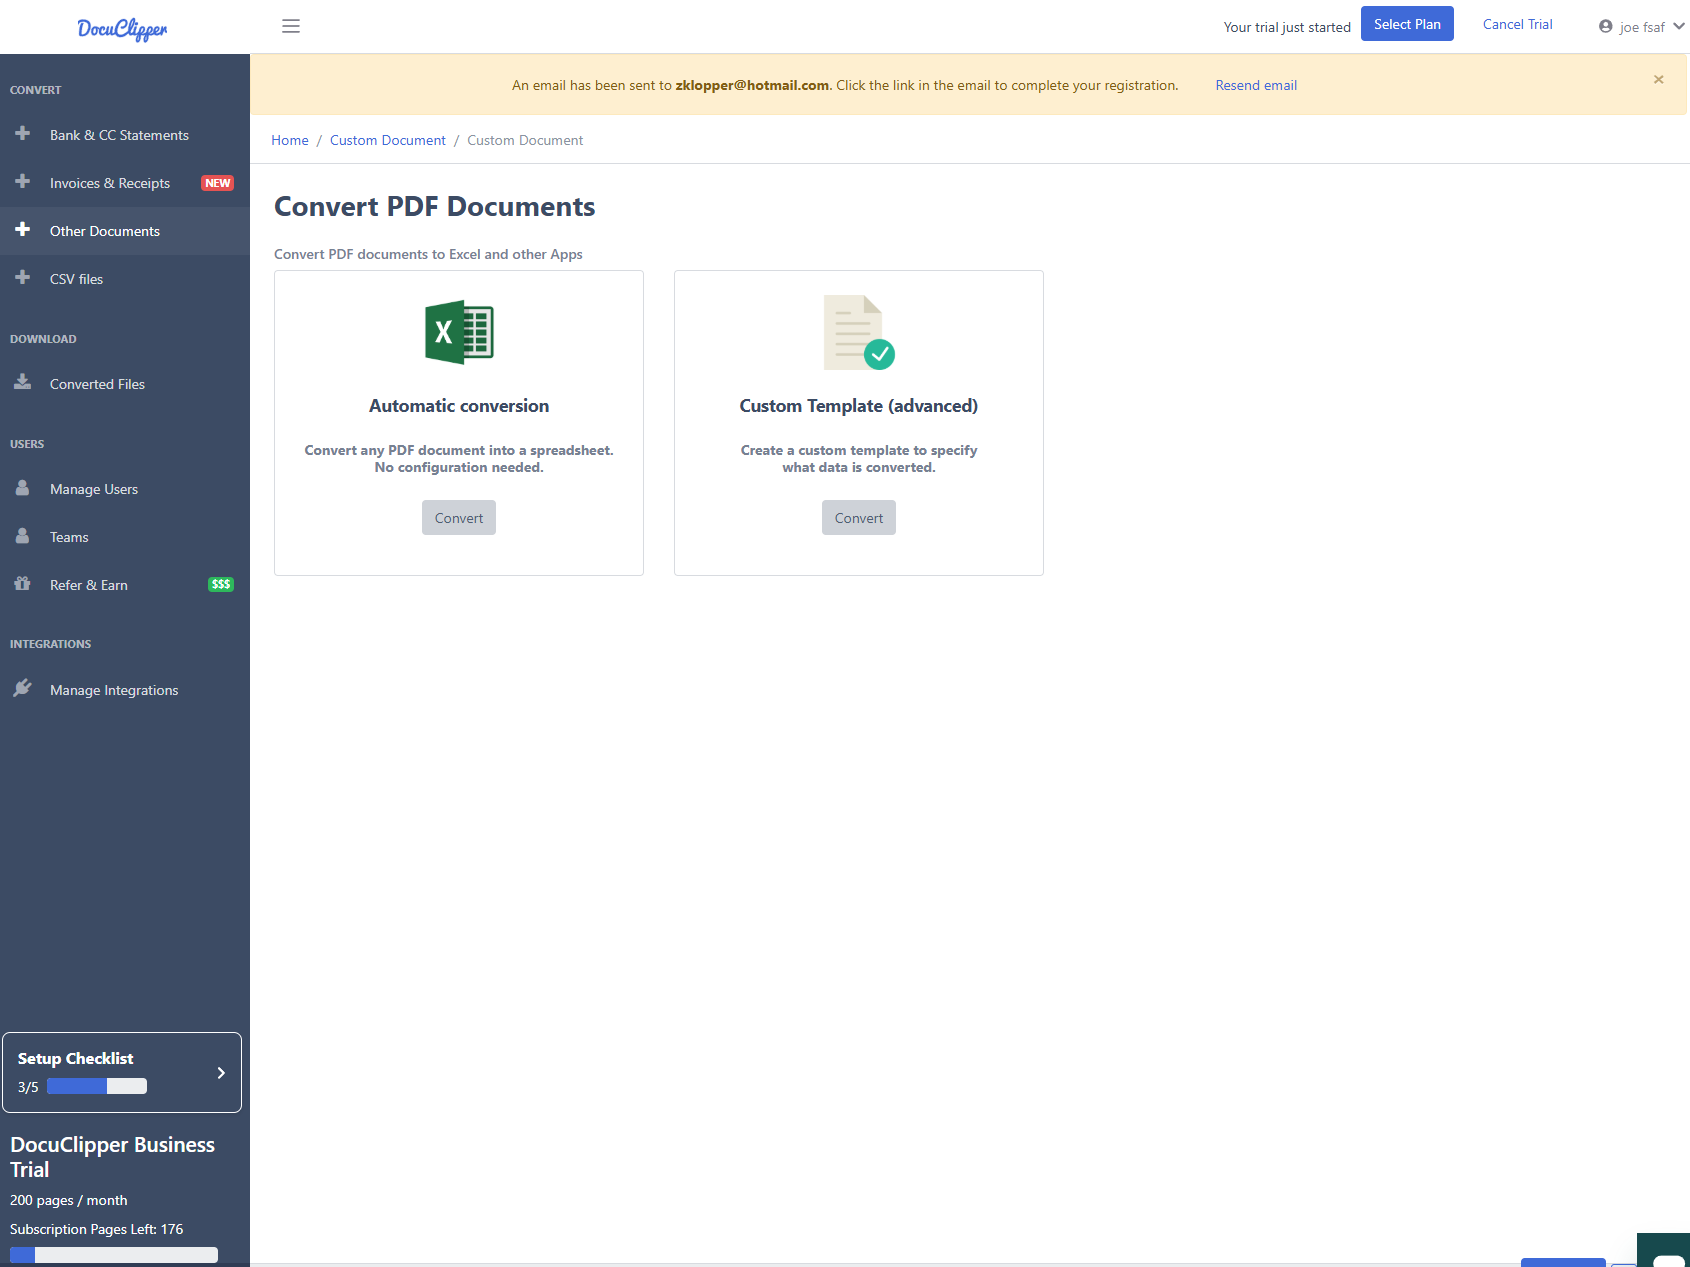 DocuClipper
Your trial just started
Select Plan
Cancel Trial
joe fsaf
An email has been sent to zklopper@hotmail.com. Click the link in the email to complete your registration.
Resend email
×
Home / Custom Document / Custom Document
CONVERT
Bank & CC Statements
Invoices & Receipts
NEW
Other Documents
CSV files
DOWNLOAD
Converted Files
USERS
Manage Users
Teams
Refer & Earn
$$$
INTEGRATIONS
Manage Integrations
Setup Checklist
3/5
DocuClipper Business
Trial
200 pages / month
Subscription Pages Left: 176
Convert PDF Documents
Convert PDF documents to Excel and other Apps
X
Automatic conversion
Convert any PDF document into a spreadsheet.
No configuration needed.
Convert
Custom Template (advanced)
Create a custom template to specify
what data is converted.
Convert